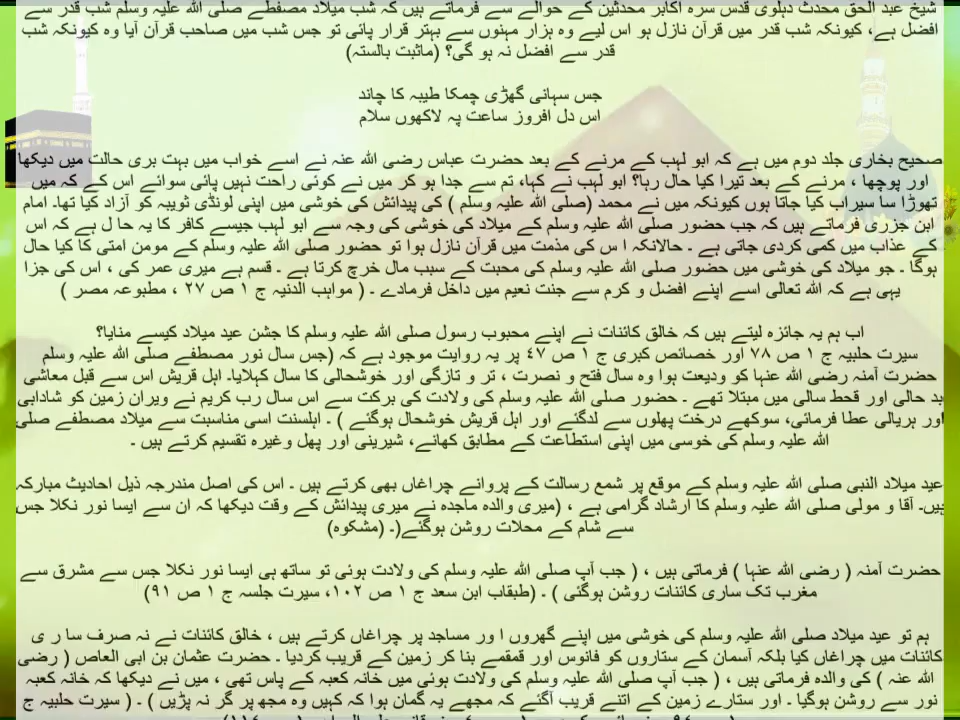 شیخ عبد الحق محدث دہلوی قدس سرہ اکابر محدثین کے حوالے سے فرماتے ہیں کہ شب میلاد مصفطے صلی اللہ علیہ وسلم شب قدر سے
افضل ہے، کیونکہ شب قدر میں قرآن نازل ہو اس لیے وہ ہزار مہنوں سے بہتر قرار پائی تو جس شب میں صاحب قرآن آیا وہ کیونکہ شب
قدر سے افضل نہ ہو گی؟ (ماثبت بالستہ)
جس سہانی گھڑی چمکا طیبہ کا چاند
اس دل افروز ساعت پہ لاکھوں سلام
صحیح بخاری جلد دوم میں ہے کہ ابو لہب کے مرنے کے بعد حضرت عباس رضی اللہ عنہ نے اسے خواب میں بہت بری حالت میں دیکھا
اور پوچھا ، مرنے کے بعد تیرا کیا حال رہا؟ ابو لہب نے کہا، تم سے جدا ہو کر میں نے کوئی راحت نہیں پائی سوائے اس کے کہ میں
تھوڑا سا سیراب کیا جاتا ہوں کیونکہ میں نے محمد (صلی اللہ علیہ وسلم ) کی پیدائش کی خوشی میں اپنی لونڈی ثویبہ کو آزاد کیا تھا۔ امام
ابن جزری فرماتے ہیں کہ جب حضور صلی اللہ علیہ وسلم کے میلاد کی خوشی کی وجہ سے ابو لہب جیسے کافر کا یہ حا ل ہے کہ اس
کے عذاب میں کمی کردی جاتی ہے ۔ حالانکہ ا س کی مذمت میں قرآن نازل ہوا تو حضور صلی اللہ علیہ وسلم کے مومن امتی کا کیا حال
ہوگا ۔ جو میلاد کی خوشی میں حضور صلی اللہ علیہ وسلم کی محبت کے سبب مال خرچ کرتا ہے ۔ قسم ہے میری عمر کی ، اس کی جزا
یہی ہے کہ اللہ تعالی اسے اپنے افضل و کرم سے جنت نعیم میں داخل فرمادے ۔ ( مواہب الدنیہ ج ١ ص ٢٧ ، مطبوعہ مصر )
اب ہم یہ جائزہ لیتے ہیں کہ خالق کائنات نے اپنے محبوب رسول صلی اللہ علیہ وسلم کا جشن عید میلاد کیسے منایا؟
سیرت حلبیہ ج ١ ص ٧٨ اور خصائص کبری ج ١ ص ٤٧ پر یہ روایت موجود ہے کہ (جس سال نور مصطفے صلی اللہ علیہ وسلم
حضرت آمنہ رضی اللہ عنہا کو ودیعت ہوا وہ سال فتح و نصرت ، تر و تازگی اور خوشحالی کا سال کہلایا۔ اہل قریش اس سے قبل معاشی
بد حالی اور قحط سالی میں مبتلا تھے ۔ حضور صلی اللہ علیہ وسلم کی ولادت کی برکت سے اس سال رب کریم نے ویران زمین کو شادابی
اور ہریالی عطا فرمائی، سوکھے درخت پھلوں سے لدگئے اور اہل قریش خوشحال ہوگئے ) ۔ اہلسنت اسی مناسبت سے میلاد مصطفے صلی
اللہ علیہ وسلم کی خوسی میں اپنی استطاعت کے مطابق کھانے، شیرینی اور پھل وغیرہ تقسیم کرتے ہیں ۔
عید میلاد النبی صلی اللہ علیہ وسلم کے موقع پر شمع رسالت کے پروانے چراغاں بھی کرتے ہیں ۔ اس کی اصل مندرجہ ذیل احادیث مبارکہ
ہیں۔ آقا و مولی صلی اللہ علیہ وسلم کا ارشاد گرامی ہے ، (میری والدہ ماجدہ نے میری پیدائش کے وقت دیکھا کہ ان سے ایسا نور نکلا جس
سے شام کے محلات روشن ہوگئے(۔ (مشکوہ)
حضرت آمنہ ( رضی اللہ عنہا ) فرماتی ہیں ، ( جب آپ صلی اللہ علیہ وسلم کی ولادت ہوئی تو ساتھ ہی ایسا نور نکلا جس سے مشرق سے
مغرب تک ساری کائنات روشن ہوگئی ) ۔ (طبقاب ابن سعد ج ١ ص ١٠٢، سیرت جلسہ ج ١ ص ٩١)
ہم تو عید میلاد صلی اللہ علیہ وسلم کی خوشی میں اپنے گھروں ا ور مساجد پر چراغاں کرتے ہیں ، خالق کائنات نے نہ صرف سا ر ی
کائنات میں چراغاں کیا بلکہ آسمان کے ستاروں کو فانوس اور قمقمے بنا کر زمین کے قریب کردیا ۔ حضرت عثمان بن ابی العاص ( رضی
اللہ عنہ ) کی والدہ فرماتی ہیں ، ( جب آپ صلی اللہ علیہ وسلم کی ولادت ہوئی میں خانہ کعبہ کے پاس تھی ، میں نے دیکھا کہ خانہ کعبہ
نور سے روشن ہوگیا ۔ اور ستارے زمین کے اتنے قریب آگئے کہ مجھے یہ گمان ہوا کہ کہیں وہ مجھ پر گر نہ پڑیں ) ۔ ( سیرت حلبیہ ج